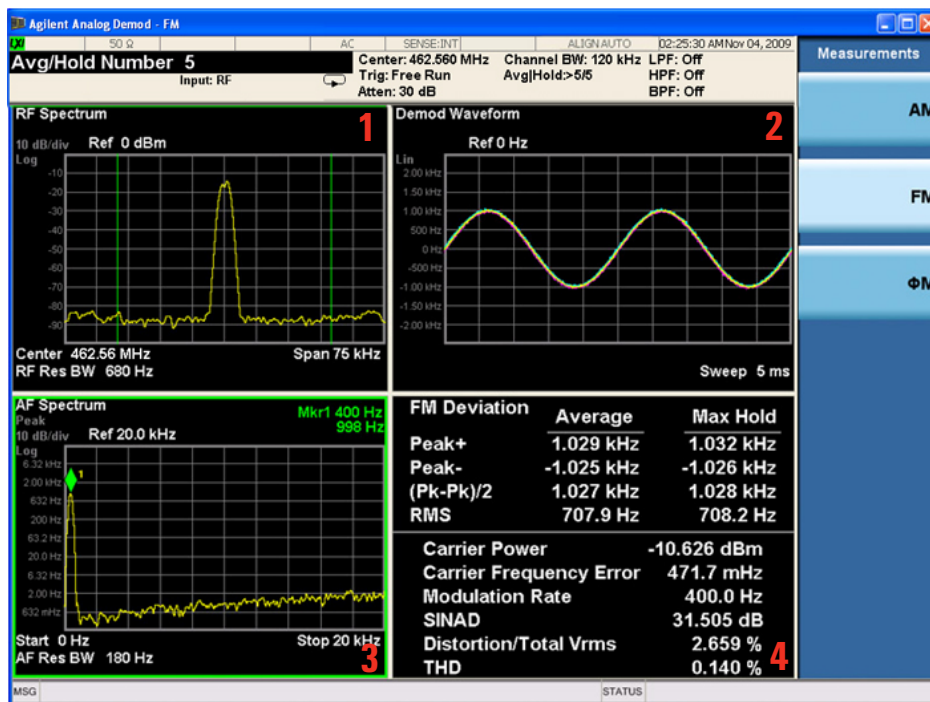 Agilent Analog Demod - FM
LXI 50 Ω AC SENSE:INT ALIGNAUTO 02:25:30 AMNov 04, 2009
Avg/Hold Number 5
Input: RF
Center: 462.560 MHz Channel BW: 120 kHz LPF: Off
Trig: Free Run Avg|Hold:>5/5 HPF: Off
Atten: 30 dB BPF: Off
Measurements
AM
FM
ΦM
RF Spectrum 1
10 dB/div Ref 0 dBm
Log
-10
-20
-30
-40
-50
-60
-70
-80
-90
Center 462.56 MHz Span 75 kHz
RF Res BW 680 Hz
Demod Waveform 2
Ref 0 Hz
Lin
2.00 kHz
1.50 kHz
1.00 kHz
500 Hz
0 Hz
-500 Hz
-1.00 kHz
-1.50 kHz
-2.00 kHz
Sweep 5 ms
AF Spectrum Mkr1 400 Hz
Peak 998 Hz
10 dB/div Ref 20.0 kHz
Log
6.32 kHz
2.00 kHz
632 Hz
200 Hz
63.2 Hz
20.0 Hz
6.32 Hz
2.00 Hz
632 mHz
1
Start 0 Hz Stop 20 kHz
AF Res BW 180 Hz 3
FM Deviation Average Max Hold
Peak+ 1.029 kHz 1.032 kHz
Peak- -1.025 kHz -1.026 kHz
(Pk-Pk)/2 1.027 kHz 1.028 kHz
RMS 707.9 Hz 708.2 Hz
Carrier Power -10.626 dBm
Carrier Frequency Error 471.7 mHz
Modulation Rate 400.0 Hz
SINAD 31.505 dB
Distortion/Total Vrms 2.659 %
THD 0.140 % 4
MSG STATUS